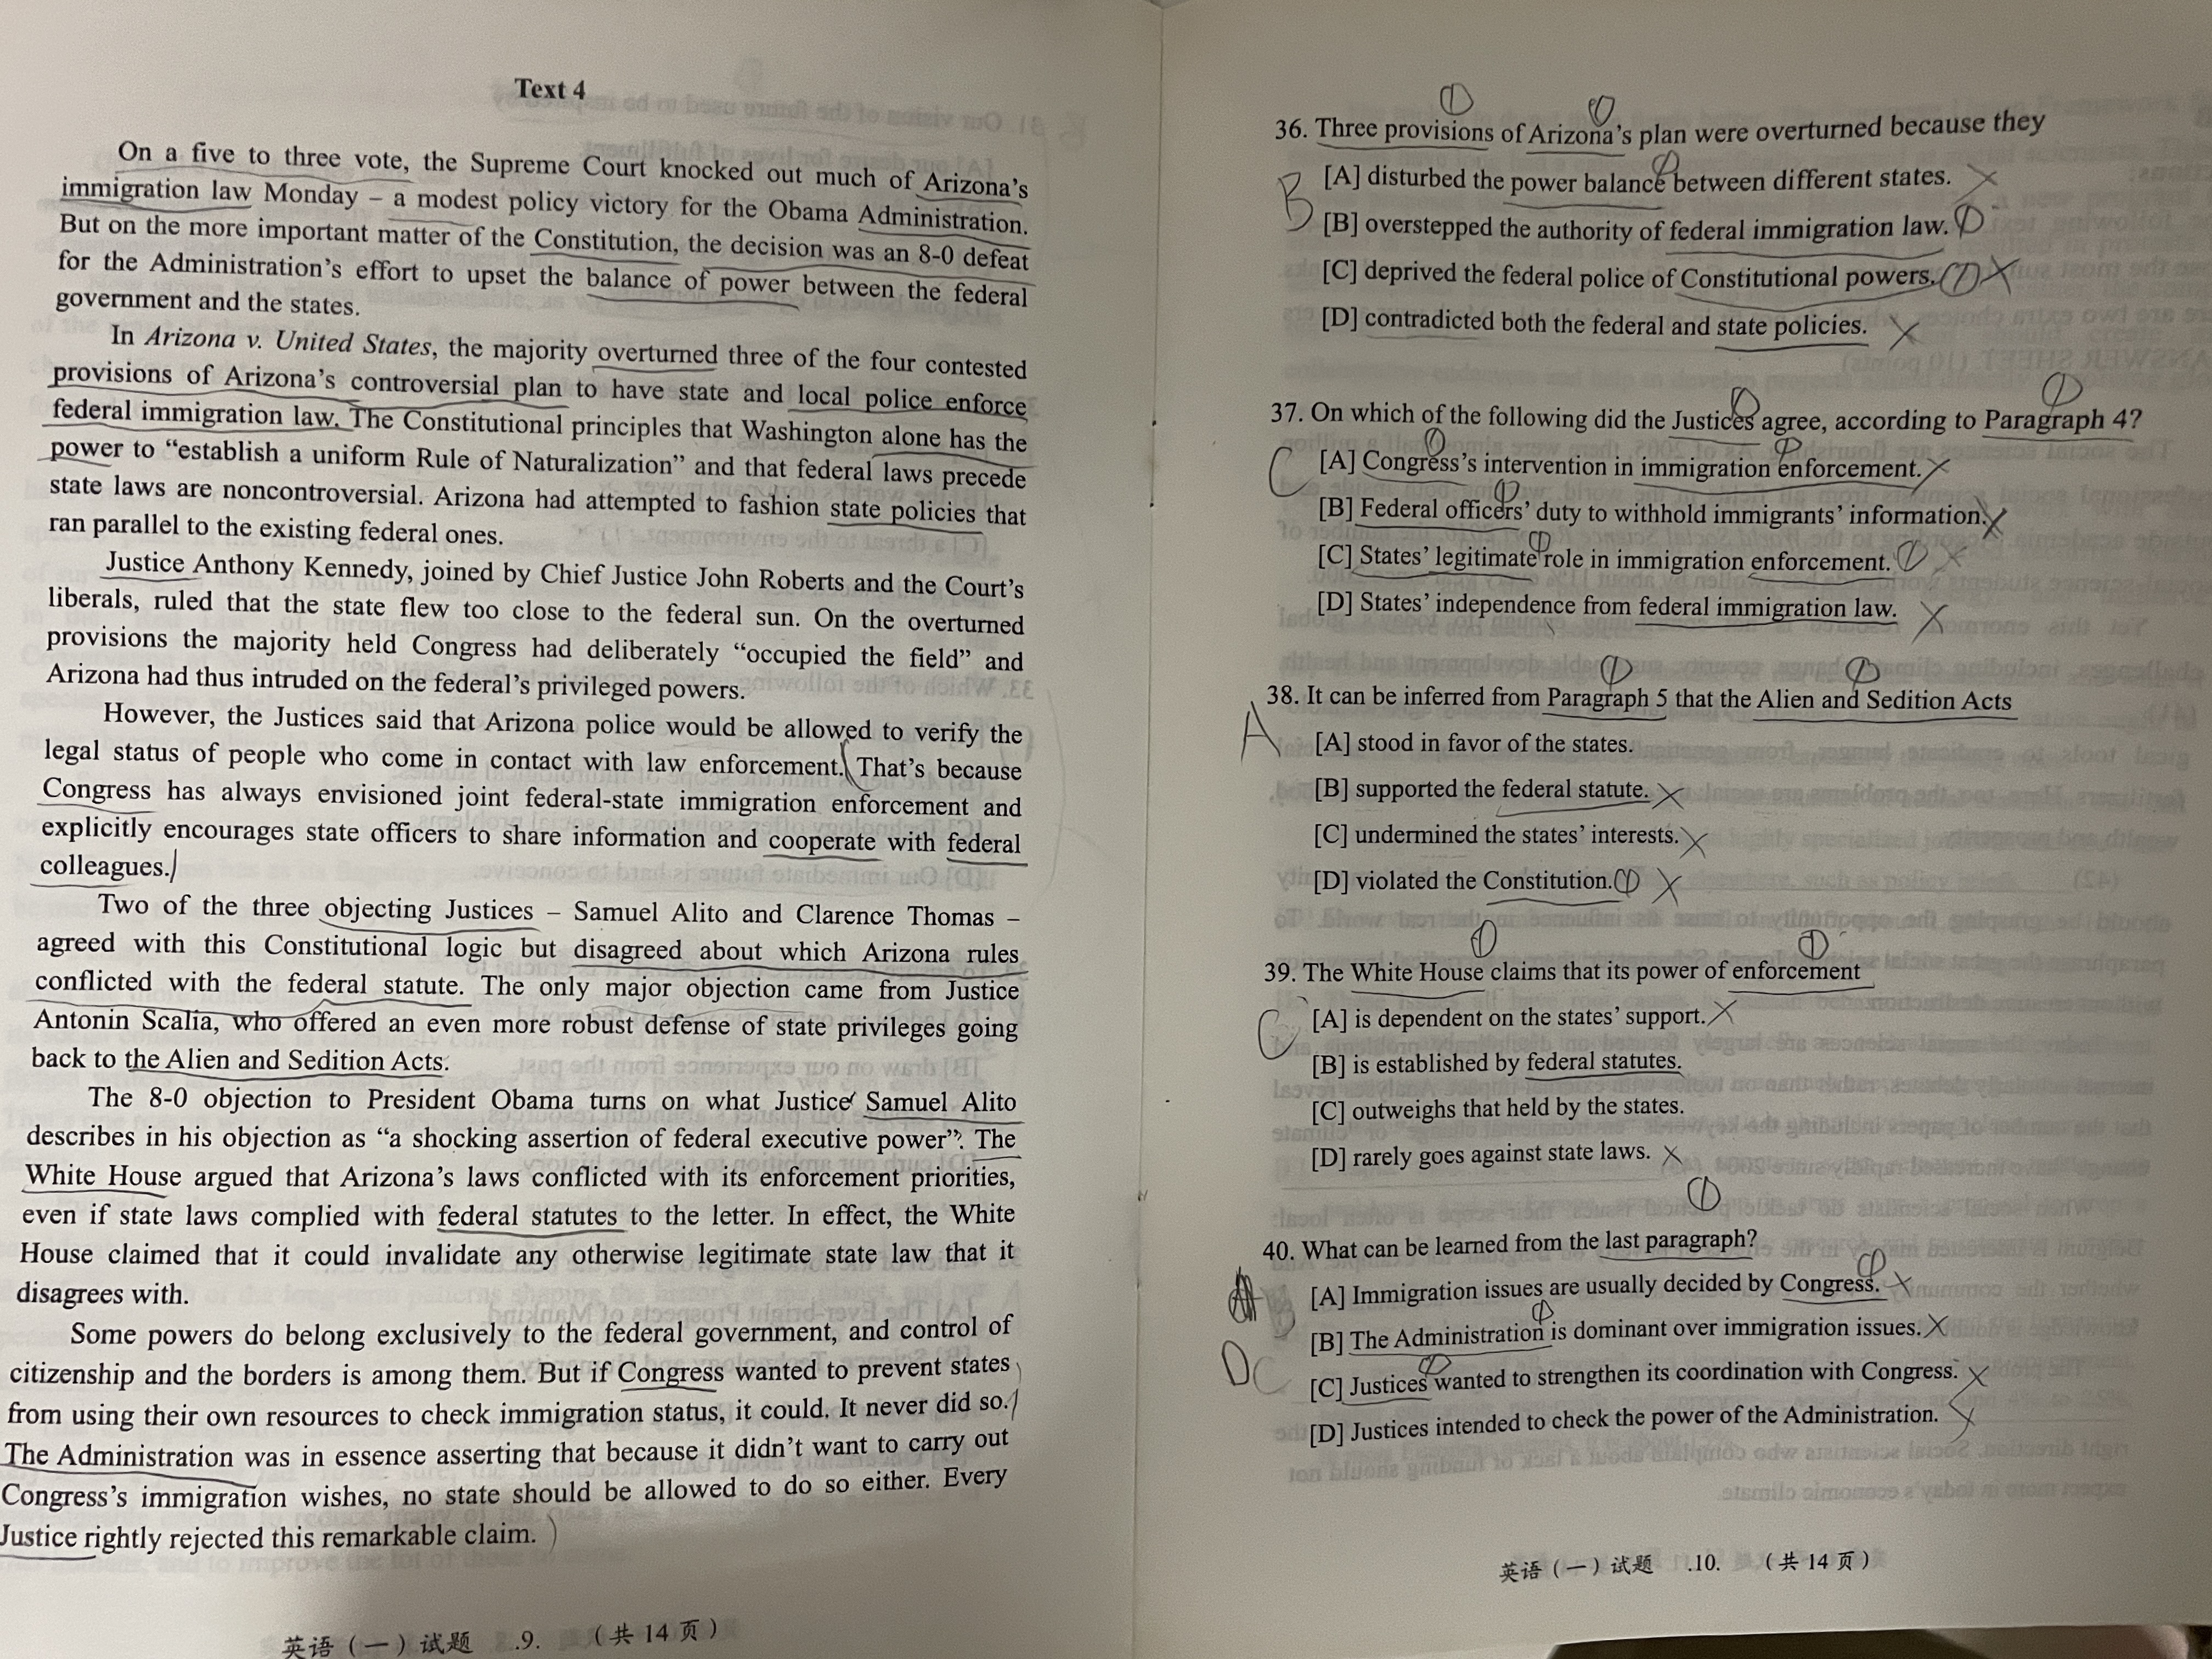 Text 4
On a five to three vote, the Supreme Court knocked out much of Arizona's
immigration law Monday – a modest policy victory for the Obama Administration.
But on the more important matter of the Constitution, the decision was an 8-0 defeat
for the Administration's effort to upset the balance of power between the federal
government and the states.
In Arizona v. United States, the majority overturned three of the four contested
provisions of Arizona's controversial plan to have state and local police enforce
federal immigration law. The Constitutional principles that Washington alone has the
power to “establish a uniform Rule of Naturalization” and that federal laws precede
state laws are noncontroversial. Arizona had attempted to fashion state policies that
ran parallel to the existing federal ones.
Justice Anthony Kennedy, joined by Chief Justice John Roberts and the Court's
liberals, ruled that the state flew too close to the federal sun. On the overturned
provisions the majority held Congress had deliberately “occupied the field” and
Arizona had thus intruded on the federal's privileged powers.
However, the Justices said that Arizona police would be allowed to verify the
legal status of people who come in contact with law enforcement. That's because
Congress has always envisioned joint federal-state immigration enforcement and
explicitly encourages state officers to share information and cooperate with federal
colleagues.
Two of the three objecting Justices – Samuel Alito and Clarence Thomas –
agreed with this Constitutional logic but disagreed about which Arizona rules
conflicted with the federal statute. The only major objection came from Justice
Antonin Scalia, who offered an even more robust defense of state privileges going
back to the Alien and Sedition Acts.
The 8-0 objection to President Obama turns on what Justice Samuel Alito
describes in his objection as “a shocking assertion of federal executive power”. The
White House argued that Arizona's laws conflicted with its enforcement priorities,
even if state laws complied with federal statutes to the letter. In effect, the White
House claimed that it could invalidate any otherwise legitimate state law that it
disagrees with.
Some powers do belong exclusively to the federal government, and control of
citizenship and the borders is among them. But if Congress wanted to prevent states
from using their own resources to check immigration status, it could. It never did so.
The Administration was in essence asserting that because it didn't want to carry out
Congress's immigration wishes, no state should be allowed to do so either. Every
Justice rightly rejected this remarkable claim.
英语（一）试题 .9. （共 14 页）
① ①
36. Three provisions of Arizona's plan were overturned because they
B
[A] disturbed the power balance between different states. ×
[B] overstepped the authority of federal immigration law. ①
[C] deprived the federal police of Constitutional powers. ① ×
[D] contradicted both the federal and state policies. ×
37. On which of the following did the Justices agree, according to Paragraph 4?
C
[A] Congress's intervention in immigration enforcement. ×
[B] Federal officers' duty to withhold immigrants' information. ×
[C] States' legitimate role in immigration enforcement. ① ×
[D] States' independence from federal immigration law. ×
38. It can be inferred from Paragraph 5 that the Alien and Sedition Acts
A
[A] stood in favor of the states.
[B] supported the federal statute. ×
[C] undermined the states' interests. ×
[D] violated the Constitution. ① ×
39. The White House claims that its power of enforcement
C
[A] is dependent on the states' support. ×
[B] is established by federal statutes.
[C] outweighs that held by the states.
[D] rarely goes against state laws. ×
40. What can be learned from the last paragraph?
[A] Immigration issues are usually decided by Congress. ×
[B] The Administration is dominant over immigration issues. ×
D C
[C] Justices wanted to strengthen its coordination with Congress. ×
[D] Justices intended to check the power of the Administration. ×
英语（一）试题 .10. （共 14 页）